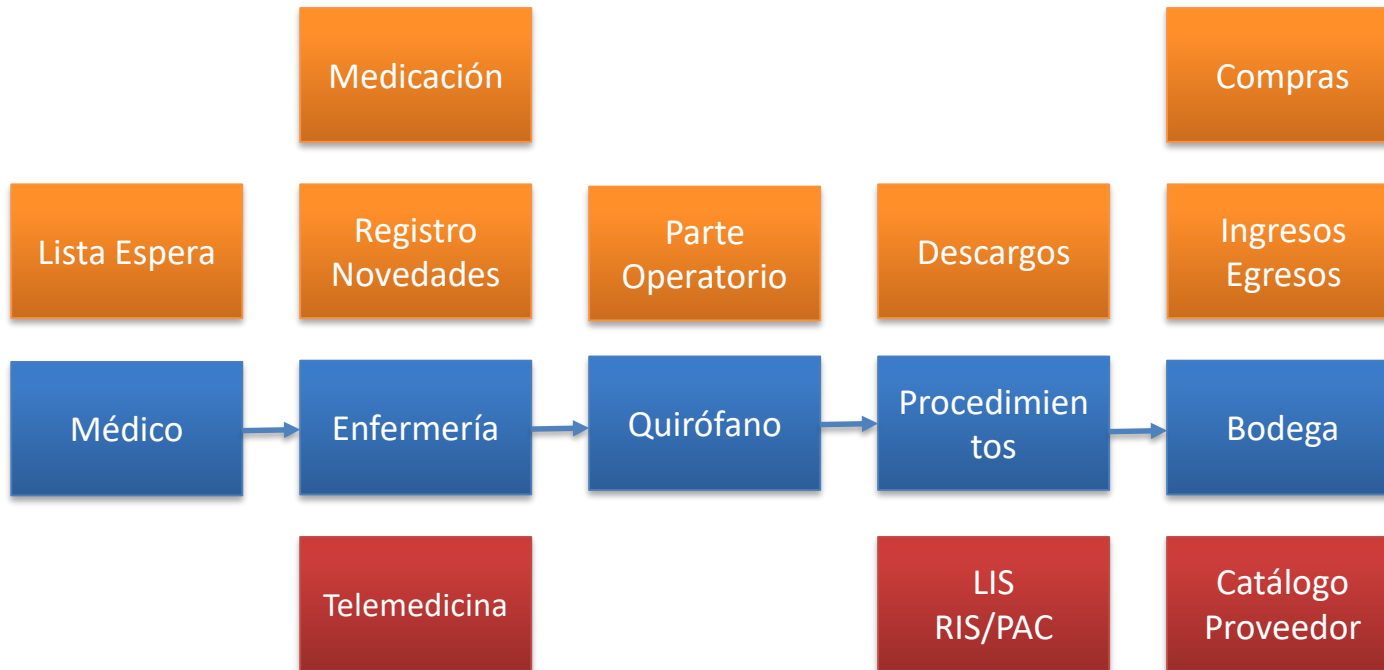 Medicación
Compras
Lista Espera
Registro
Novedades
Parte
Operatorio
Descargos
Ingresos
Egresos
Médico
Enfermería
Quirófano
Procedimien
tos
Bodega
Telemedicina
LIS
RIS/PAC
Catálogo
Proveedor